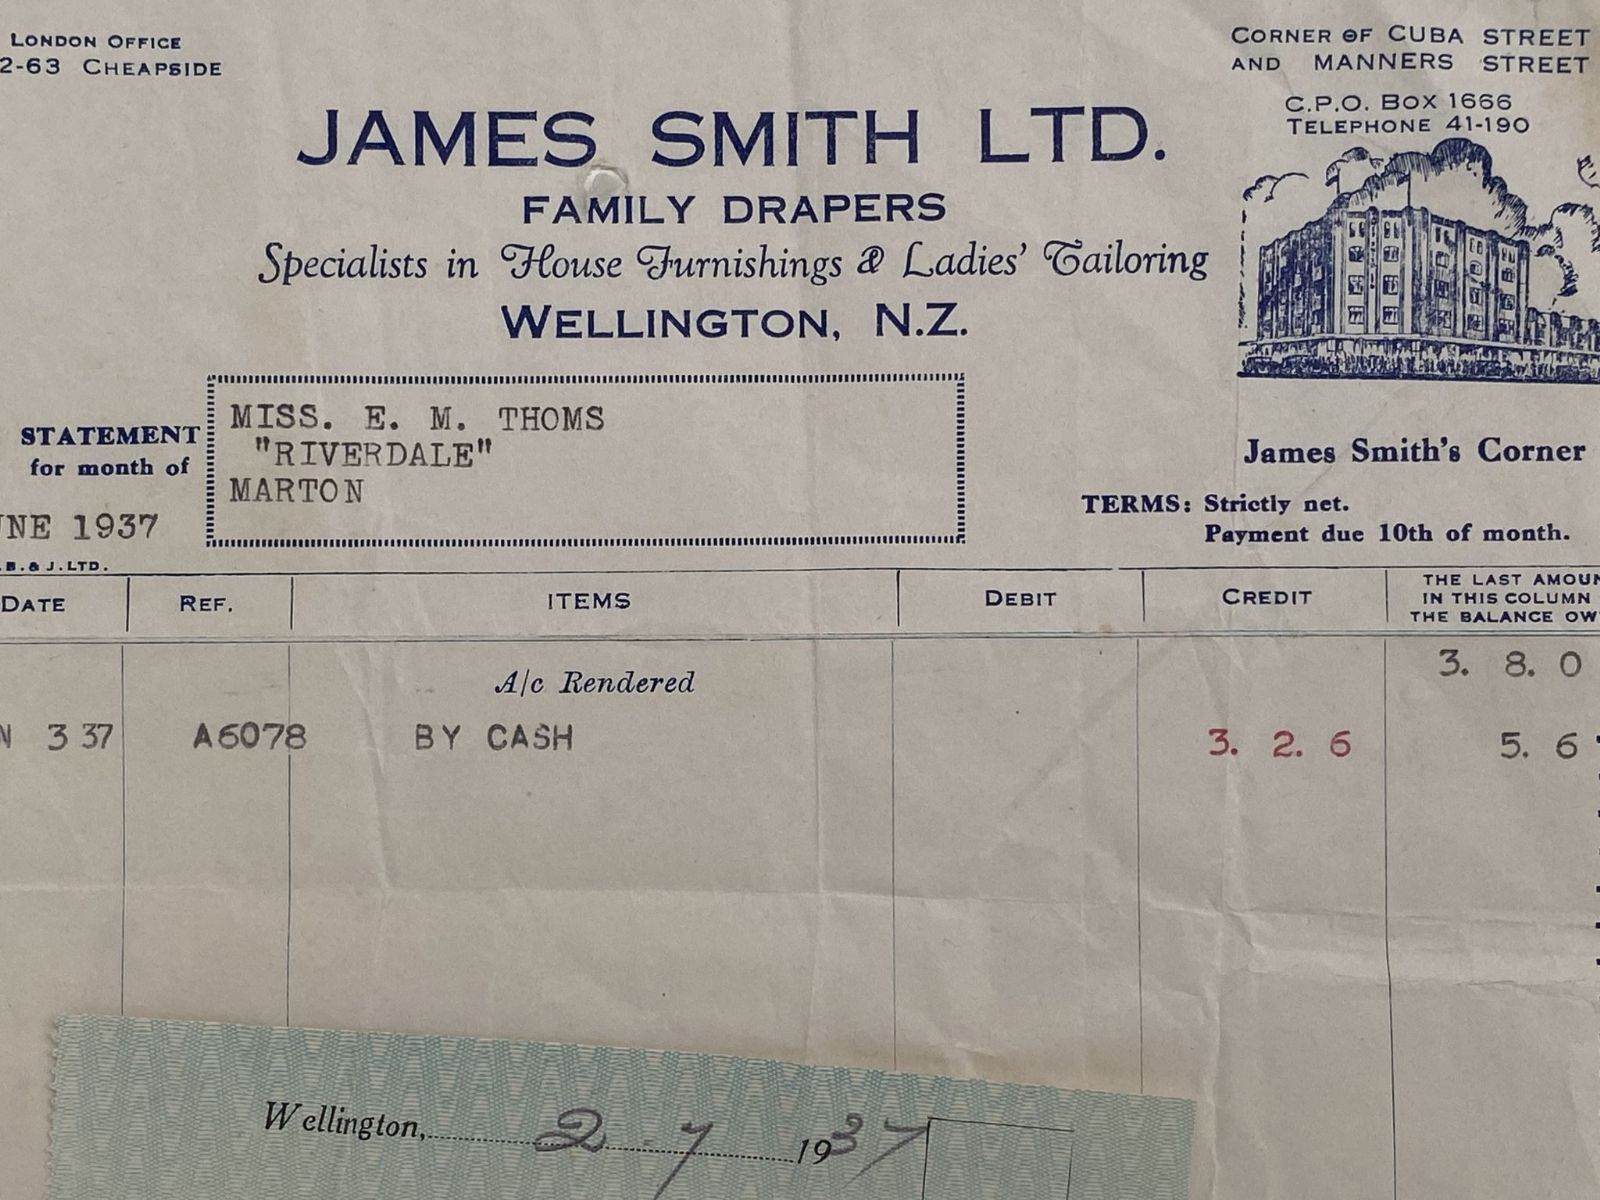 LONDON OFFICE
2-63 CHEAPSIDE
CORNER OF CUBA STREET
AND MANNERS STREET
C.P.O. BOX 1666
TELEPHONE 41-190
JAMES SMITH LTD.
FAMILY DRAPERS
Specialists in House Furnishings & Ladies' Tailoring
WELLINGTON, N.Z.
STATEMENT
for month of
UNE 1937
.B. & J. LTD.
MISS. E. M. THOMS
"RIVERDALE"
MARTON
James Smith's Corner
TERMS: Strictly net.
Payment due 10th of month.
DATE REF. ITEMS DEBIT CREDIT THE LAST AMOUN
IN THIS COLUMN
THE BALANCE OW
A/c Rendered 3. 8. 0
N 3 37 A6078 BY CASH 3. 2. 6 5. 6
Wellington, 2 7 1937